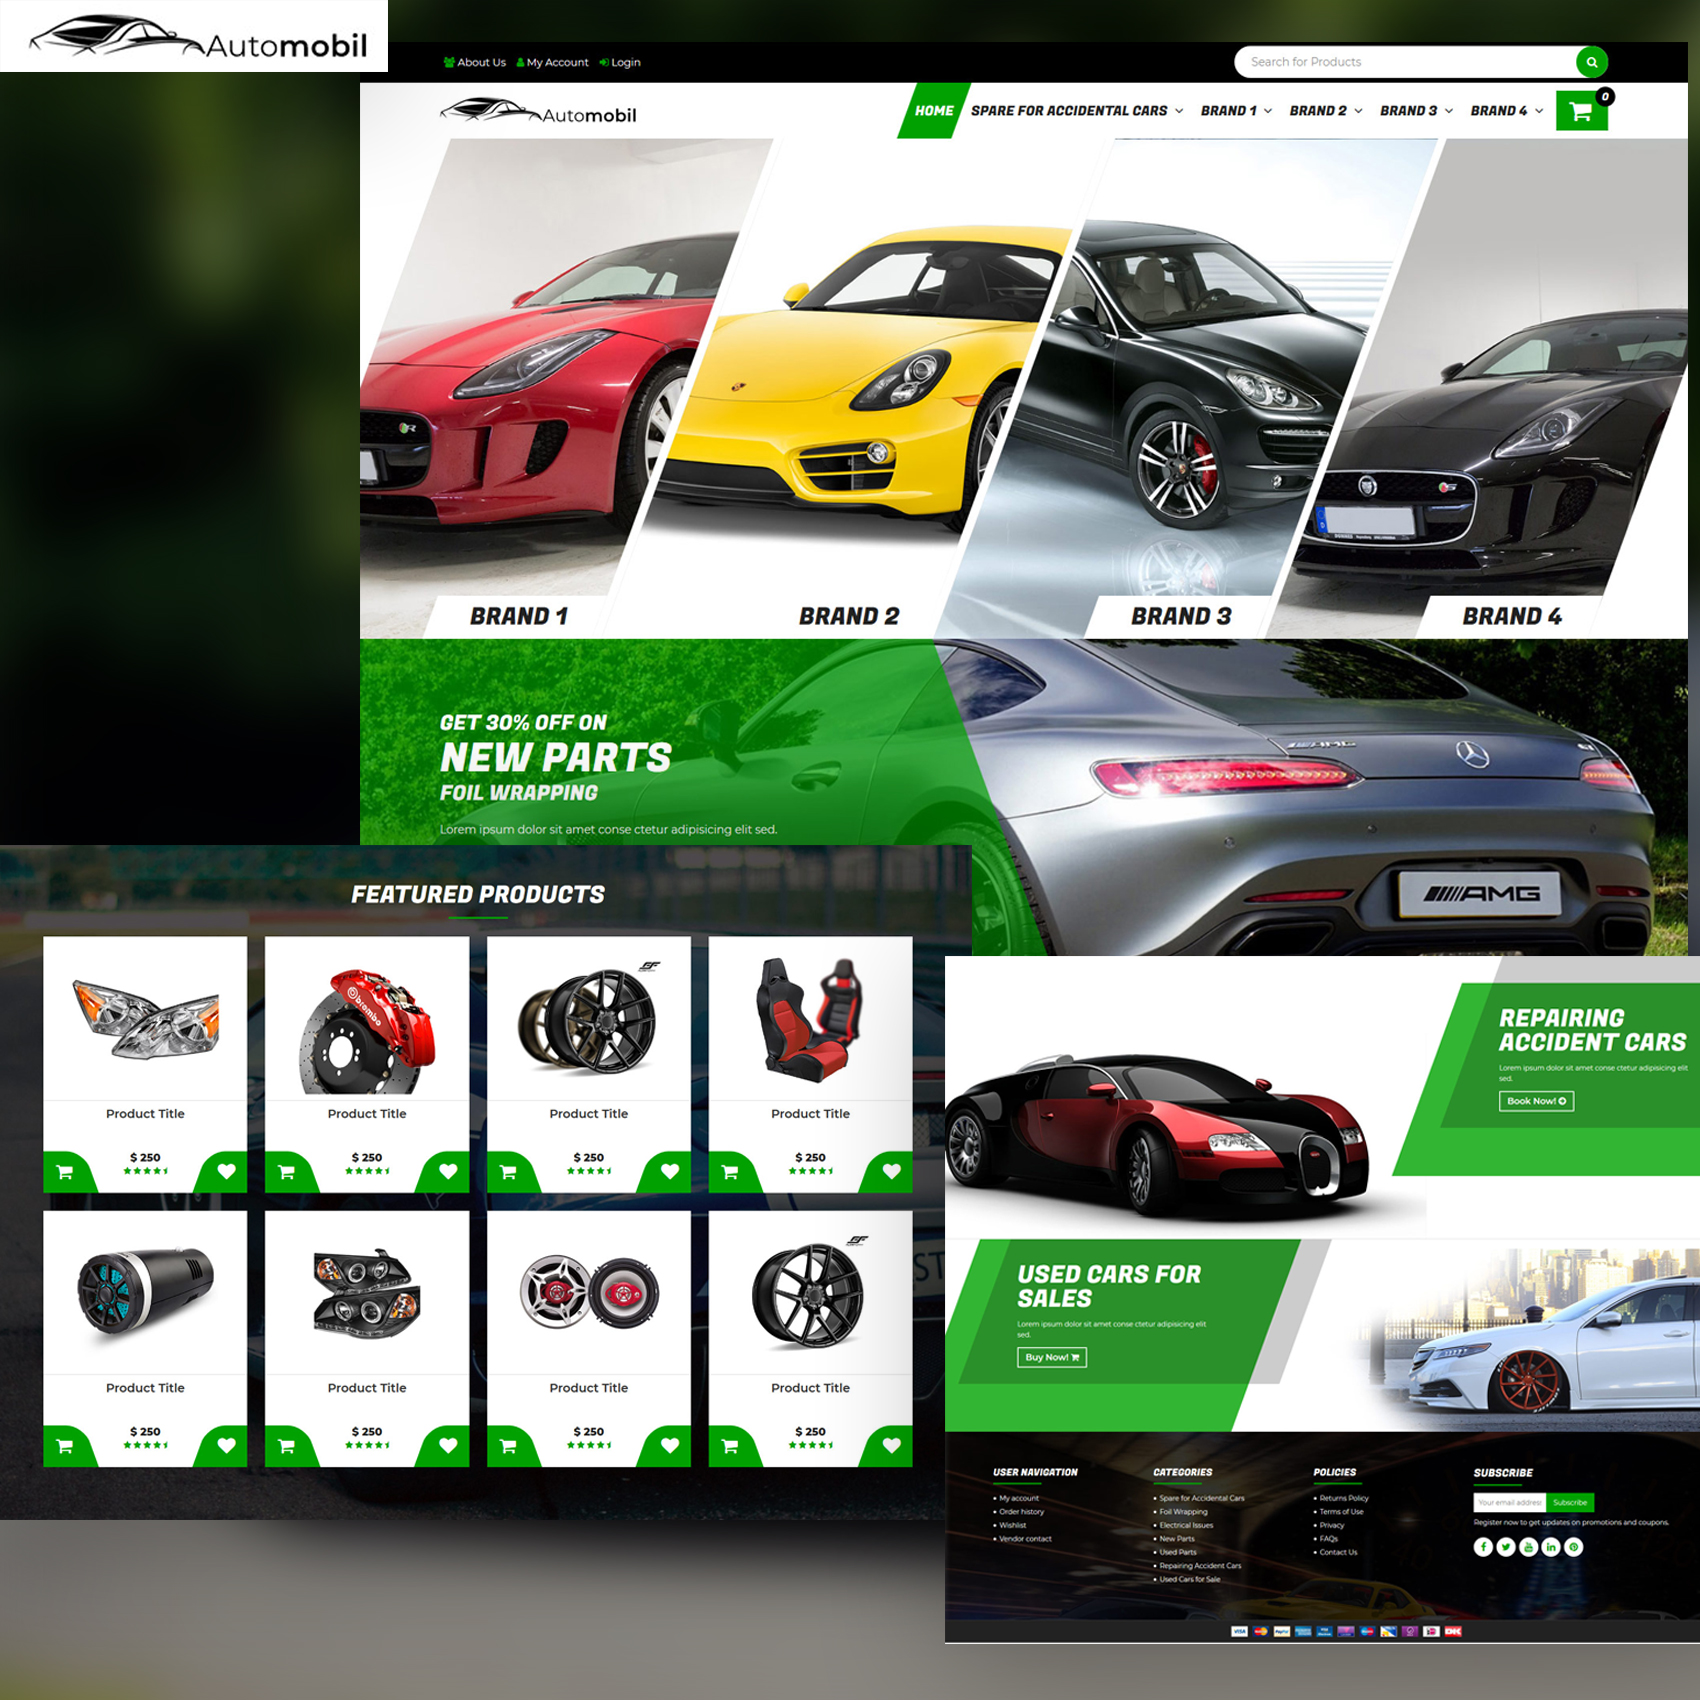 Automobil
About Us My Account Login
Search for Products
Automobil
HOME SPARE FOR ACCIDENTAL CARS BRAND 1 BRAND 2 BRAND 3 BRAND 4
0
BRAND 1 BRAND 2 BRAND 3 BRAND 4
GET 30% OFF ON
NEW PARTS
FOIL WRAPPING
Lorem ipsum dolor sit amet conse ctetur adipisicing elit sed.
AMG
AMG
FEATURED PRODUCTS
brembo
Product Title Product Title Product Title Product Title
$ 250 $ 250 $ 250 $ 250
Product Title Product Title Product Title Product Title
$ 250 $ 250 $ 250 $ 250
REPAIRING
ACCIDENT CARS
Lorem ipsum dolor sit amet conse ctetur adipisicing elit
sed.
Book Now!
USED CARS FOR
SALES
Lorem ipsum dolor sit amet conse ctetur adipisicing elit
sed.
Buy Now!
USER NAVIGATION
My account
Order history
Wishlist
Vendor contact
CATEGORIES
Spare for Accidental Cars
Foil Wrapping
Electrical Issues
New Parts
Used Parts
Repairing Accident Cars
Used Cars for Sale
POLICIES
Returns Policy
Terms of Use
Privacy
FAQs
Contact Us
SUBSCRIBE
Your email address Subscribe
Register now to get updates on promotions and coupons.
VISA PayPal